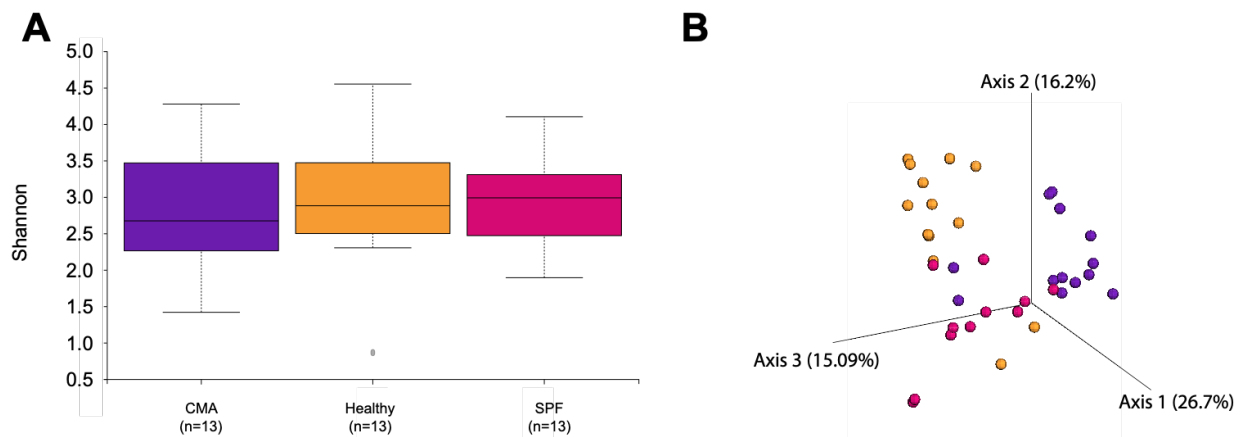 A
Shannon
5.0
4.5
4.0
3.5
3.0
2.5
2.0
1.5
1.0
0.5
CMA
(n=13)
Healthy
(n=13)
SPF
(n=13)
B
Axis 2 (16.2%)
Axis 3 (15.09%)
Axis 1 (26.7%)